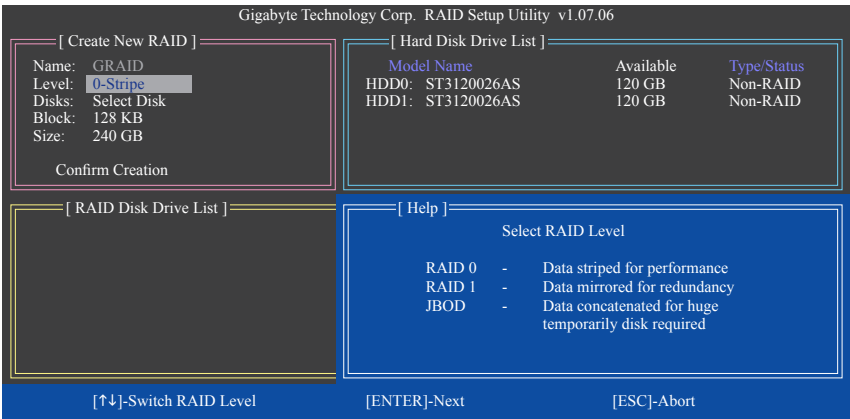 Gigabyte Technology Corp. RAID Setup Utility v1.07.06
[ Create New RAID ]
Name: GRAID
Level: 0-Stripe
Disks: Select Disk
Block: 128 KB
Size: 240 GB
Confirm Creation
[ Hard Disk Drive List ]
Model Name Available Type/Status
HDD0: ST3120026AS 120 GB Non-RAID
HDD1: ST3120026AS 120 GB Non-RAID
[ RAID Disk Drive List ]
[ Help ]
Select RAID Level
RAID 0 - Data striped for performance
RAID 1 - Data mirrored for redundancy
JBOD - Data concatenated for huge
temporarily disk required
[↑↓]-Switch RAID Level [ENTER]-Next [ESC]-Abort